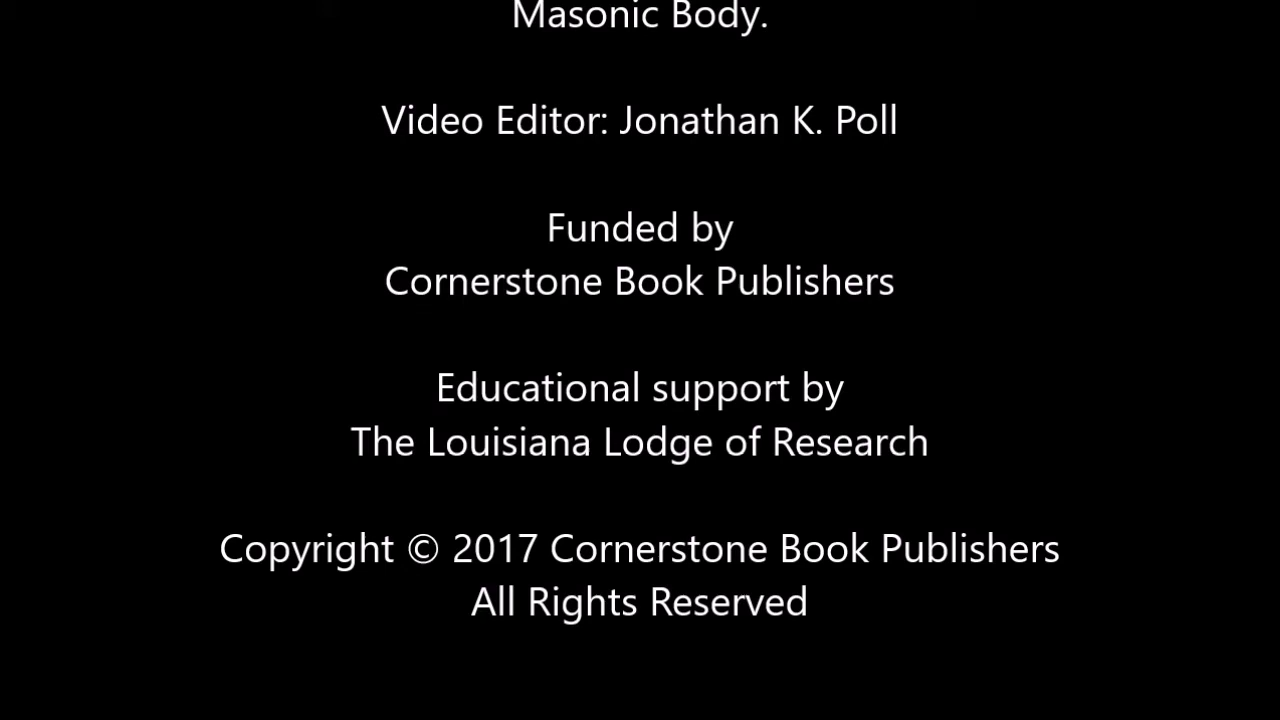 Masonic Body.
Video Editor: Jonathan K. Poll
Funded by
Cornerstone Book Publishers
Educational support by
The Louisiana Lodge of Research
Copyright © 2017 Cornerstone Book Publishers
All Rights Reserved